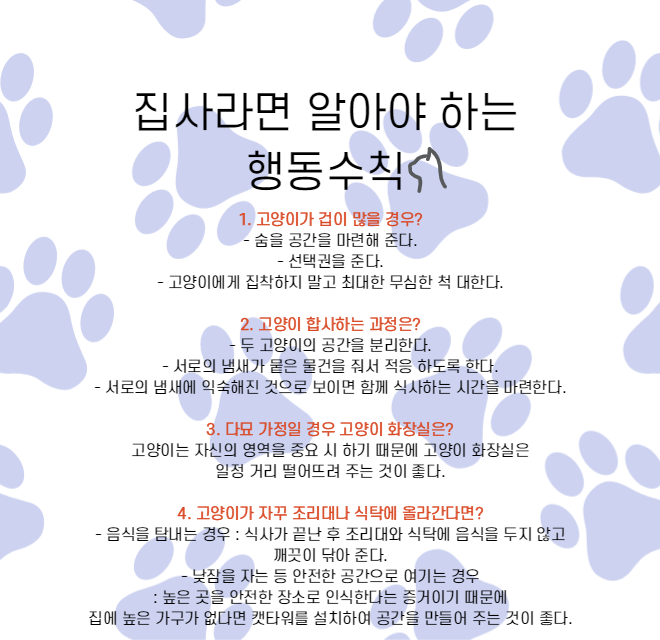 집사라면 알아야 하는
행동수칙
1. 고양이가 겁이 많을 경우?
- 숨을 공간을 마련해 준다.
- 선택권을 준다.
- 고양이에게 집착하지 말고 최대한 무심한 척 대한다.
2. 고양이 합사하는 과정은?
- 두 고양이의 공간을 분리한다.
- 서로의 냄새가 뭍은 물건을 줘서 적응 하도록 한다.
- 서로의 냄새에 익숙해진 것으로 보이면 함께 식사하는 시간을 마련한다.
3. 다묘 가정일 경우 고양이 화장실은?
고양이는 자신의 영역을 중요 시 하기 때문에 고양이 화장실은
일정 거리 떨어뜨려 주는 것이 좋다.
4. 고양이가 자꾸 조리대나 식탁에 올라간다면?
- 음식을 탐내는 경우 : 식사가 끝난 후 조리대와 식탁에 음식을 두지 않고
깨끗이 닦아 준다.
- 낮잠을 자는 등 안전한 공간으로 여기는 경우
: 높은 곳을 안전한 장소로 인식한다는 증거이기 때문에
집에 높은 가구가 없다면 캣타워를 설치하여 공간을 만들어 주는 것이 좋다.